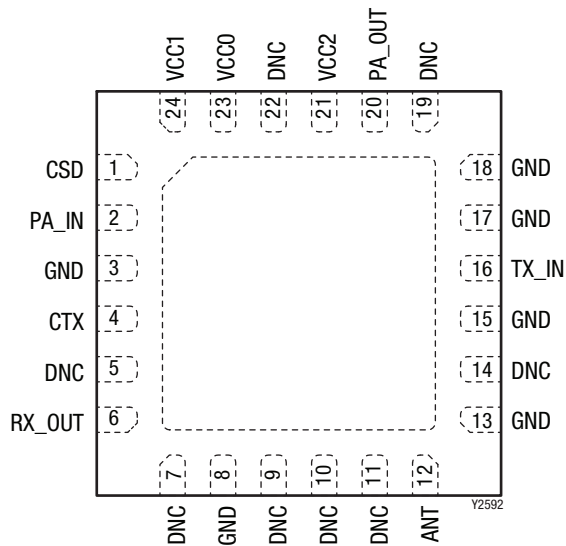 VCC1 VCC0 DNC VCC2 PA_OUT DNC
24 23 22 21 20 19
CSD 1 18 GND
PA_IN 2 17 GND
GND 3 16 TX_IN
CTX 4 15 GND
DNC 5 14 DNC
RX_OUT 6 13 GND
7 8 9 10 11 12
DNC GND DNC DNC DNC ANT
Y2592